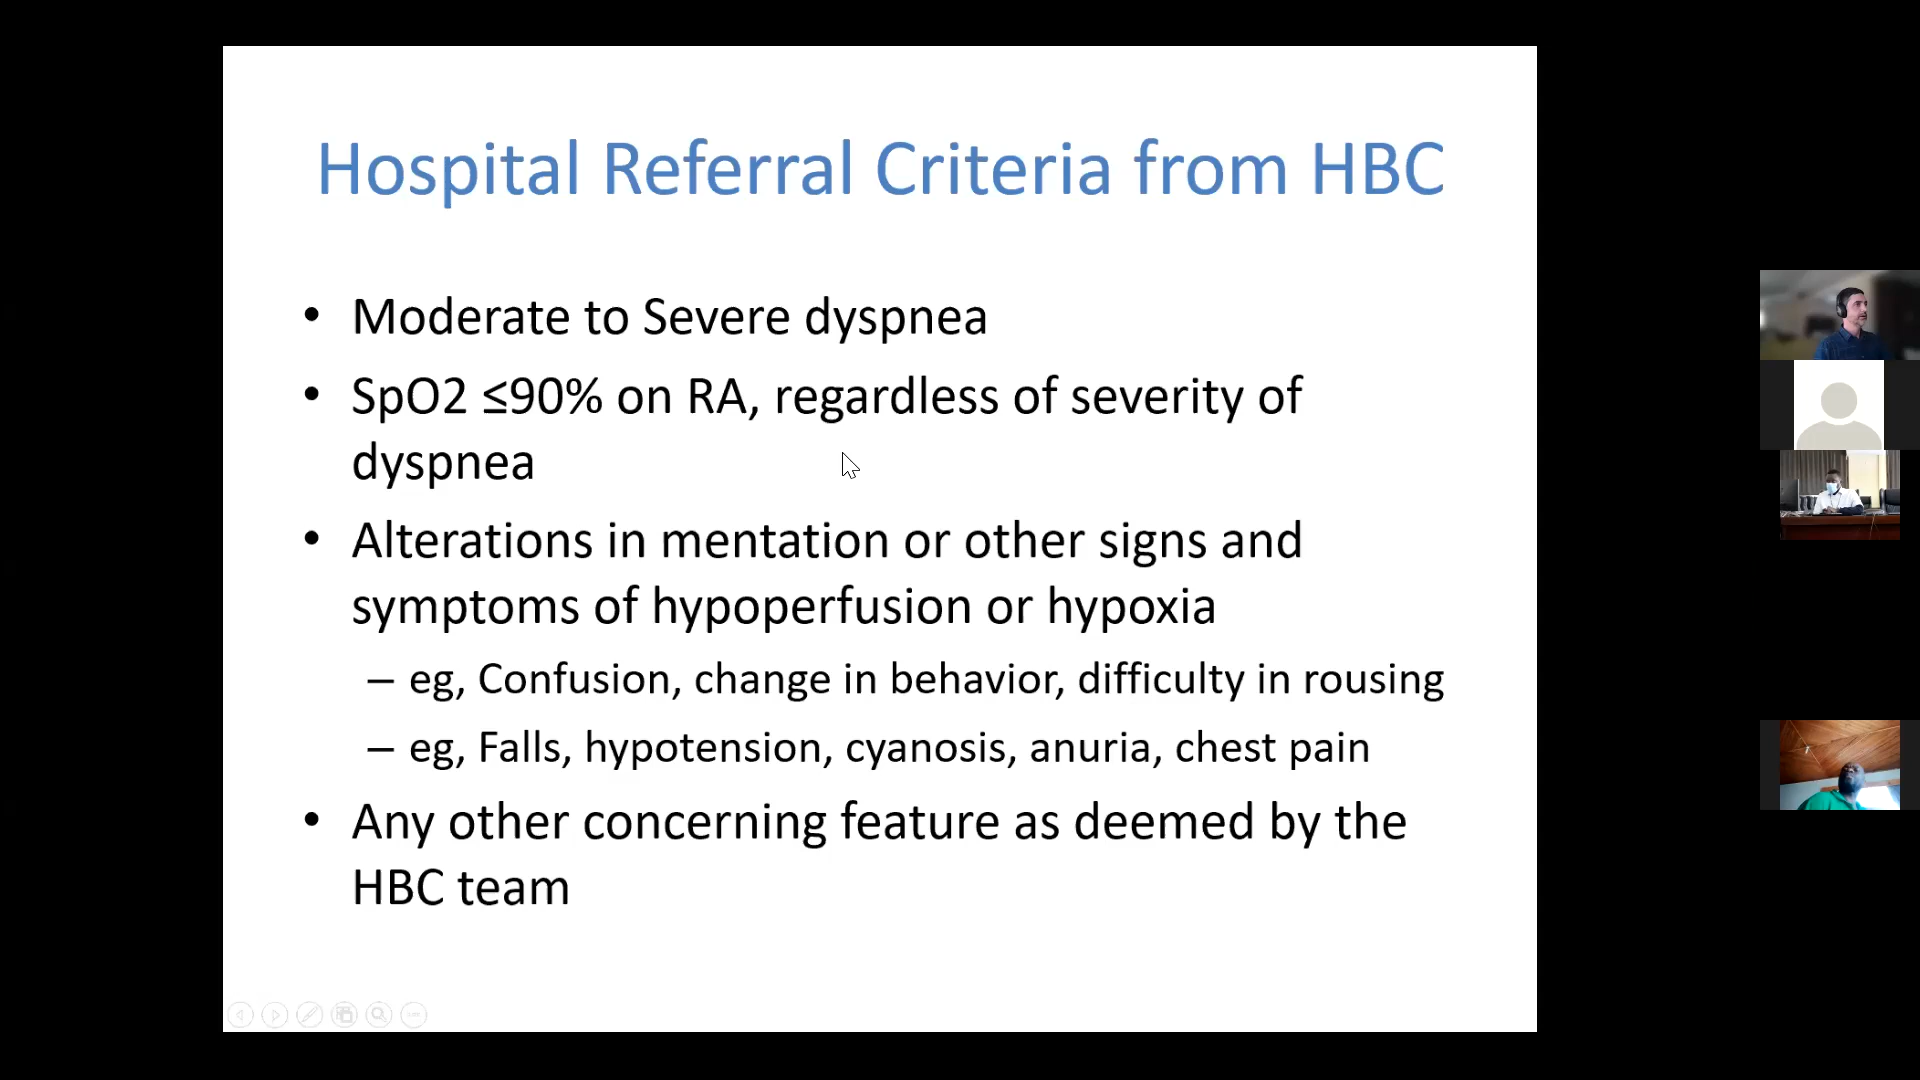 Hospital Referral Criteria from HBC
• Moderate to Severe dyspnea
• SpO2 ≤90% on RA, regardless of severity of
dyspnea
• Alterations in mentation or other signs and
symptoms of hypoperfusion or hypoxia
– eg, Confusion, change in behavior, difficulty in rousing
– eg, Falls, hypotension, cyanosis, anuria, chest pain
• Any other concerning feature as deemed by the
HBC team